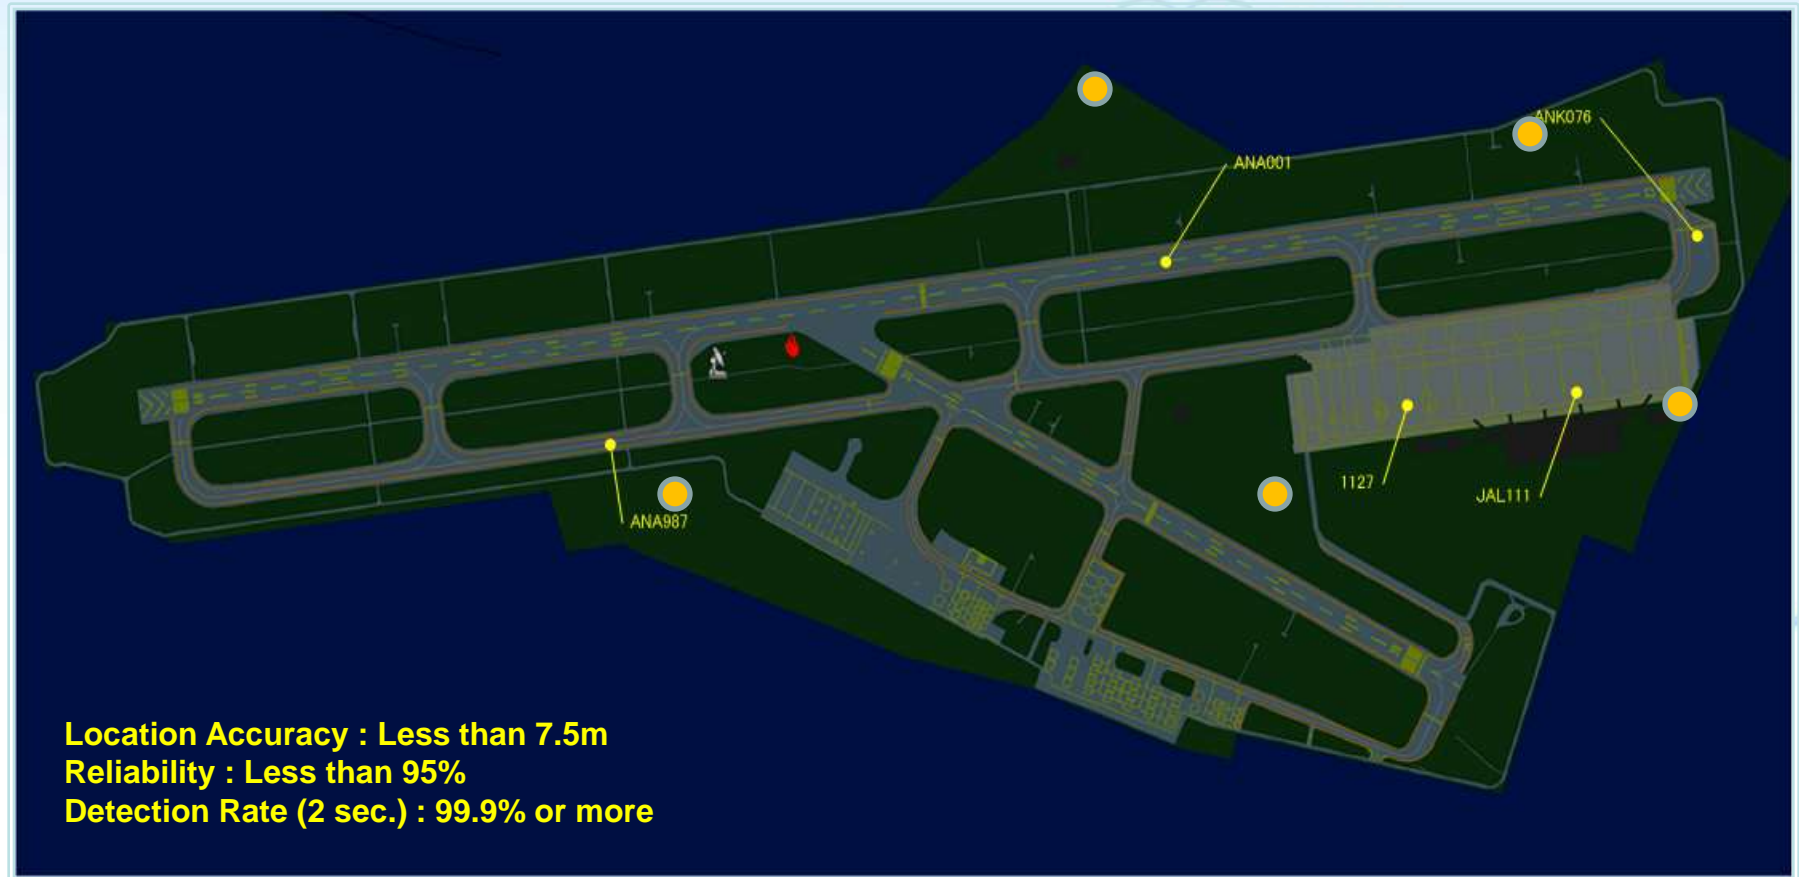 ANK076
ANA001
1127
JAL111
ANA987
Location Accuracy : Less than 7.5m
Reliability : Less than 95%
Detection Rate (2 sec.) : 99.9% or more